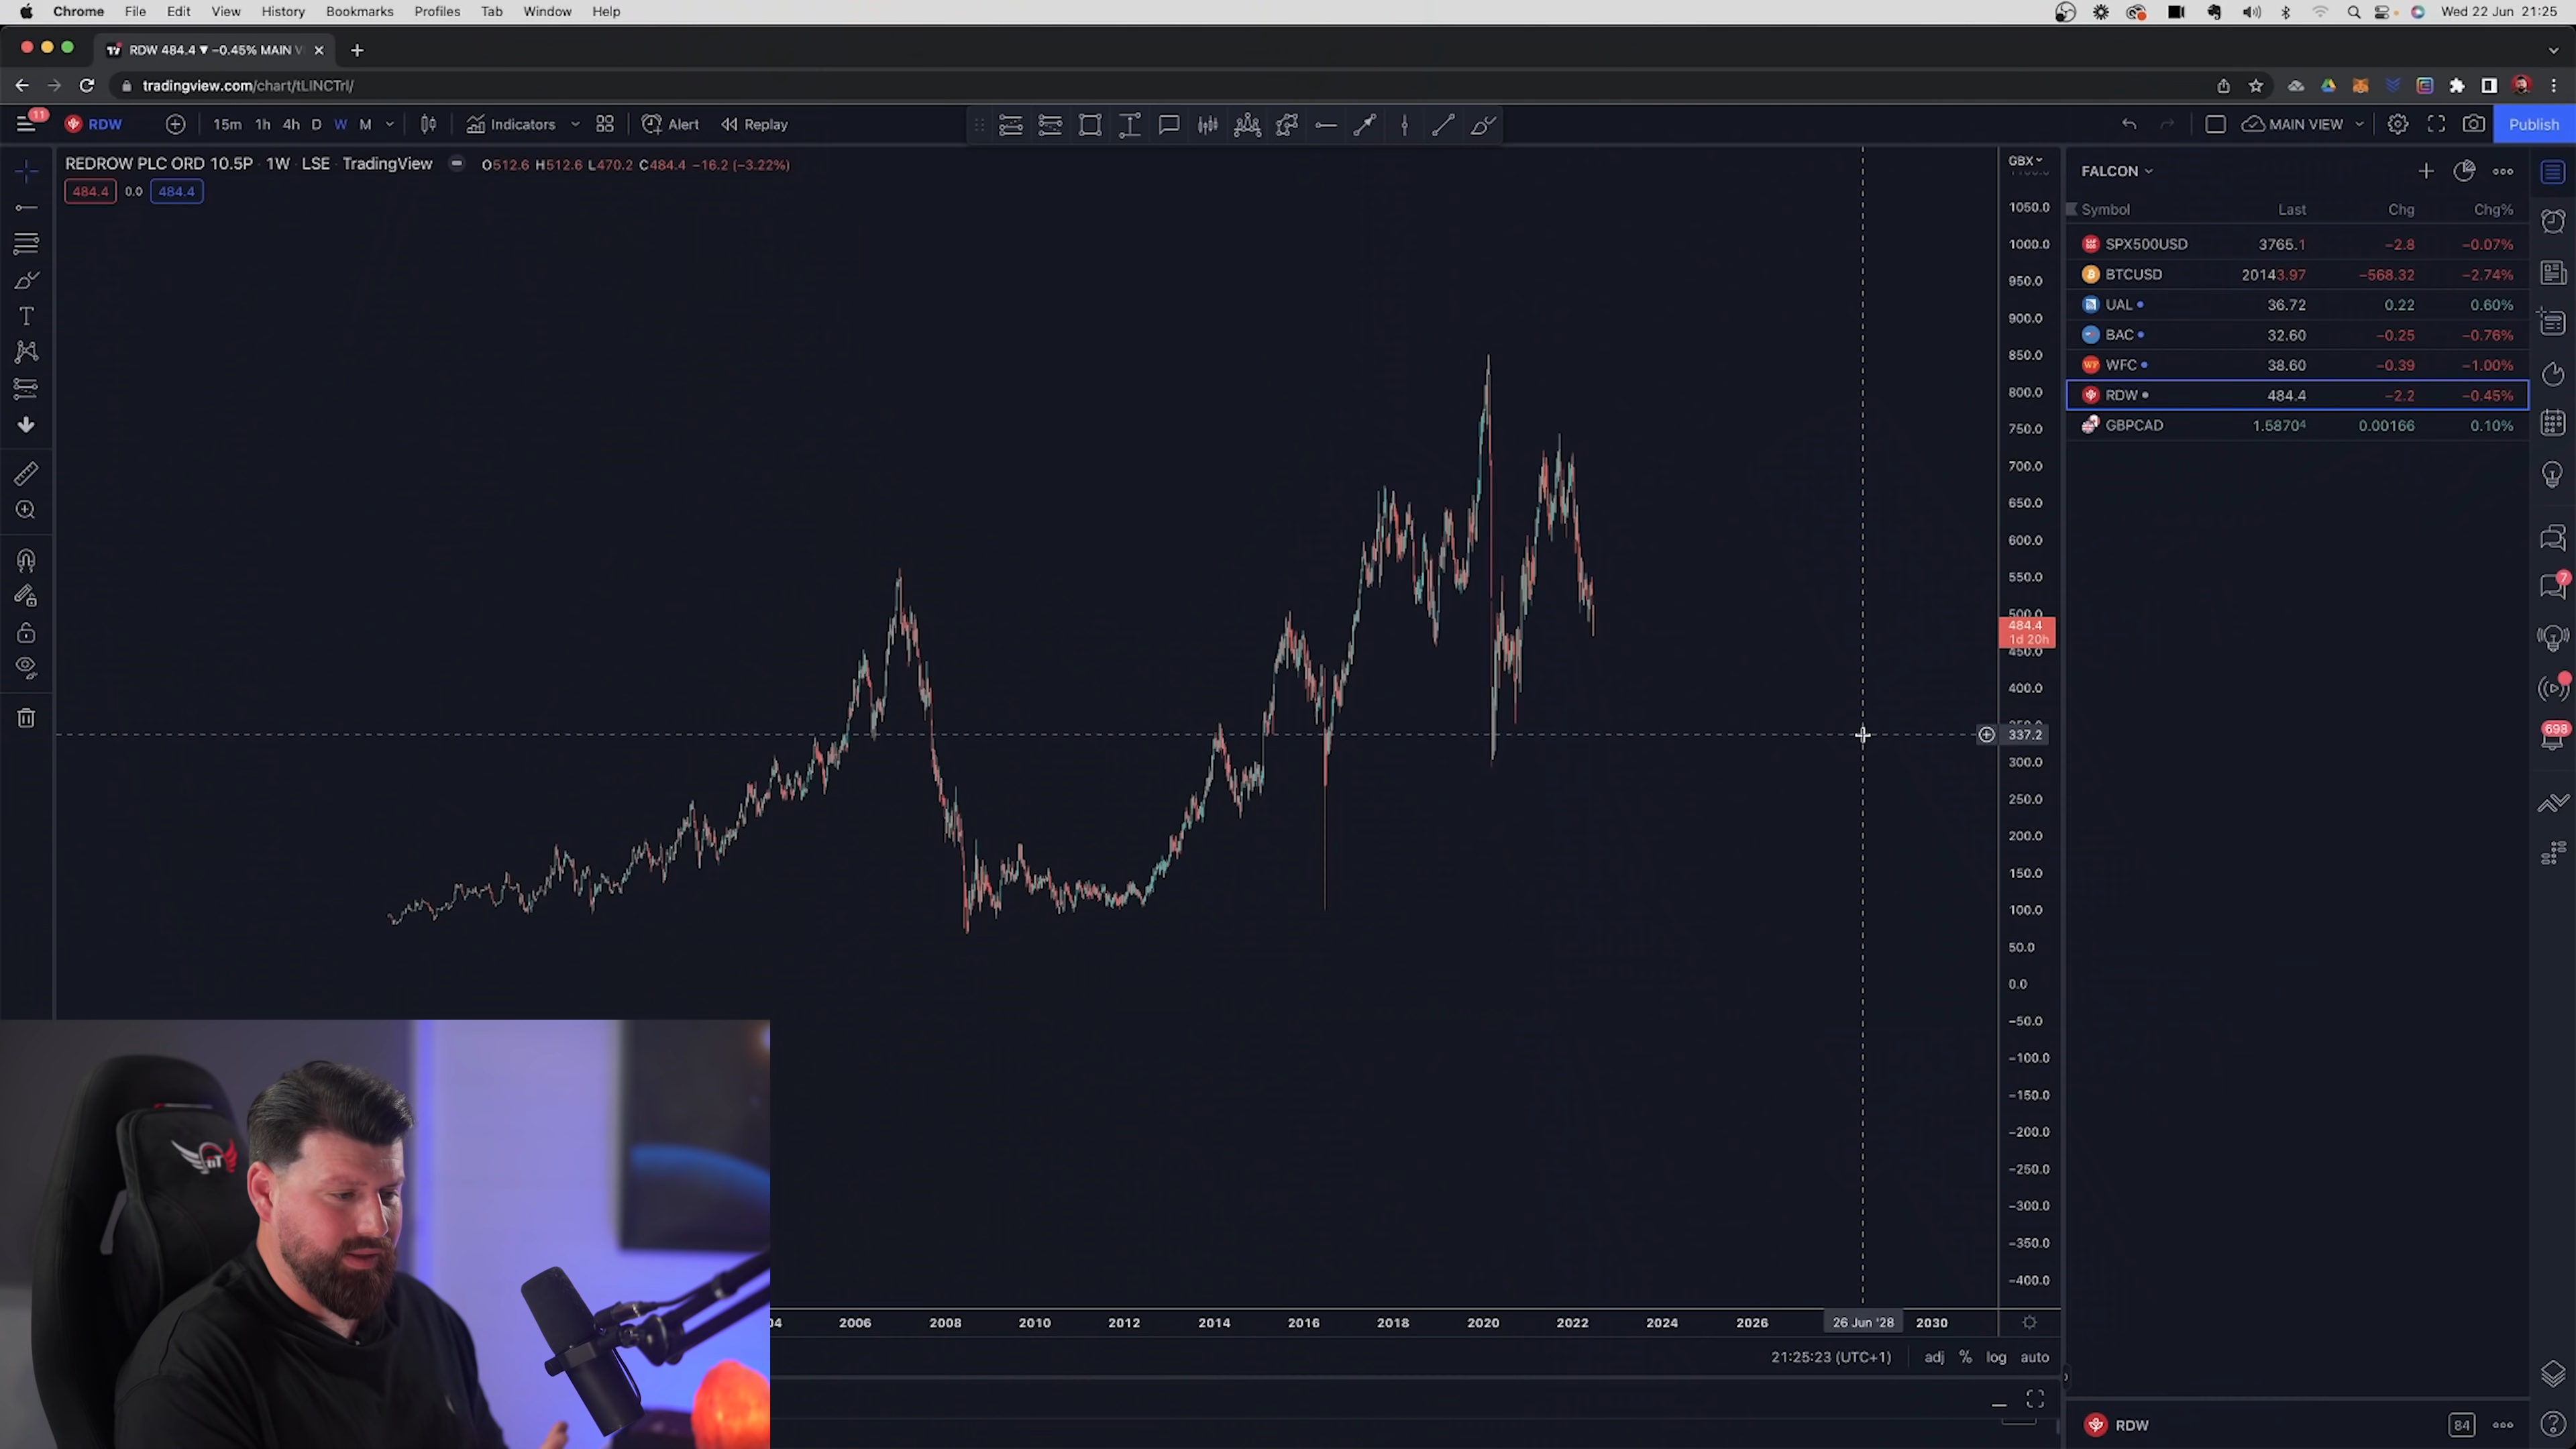 Chrome File Edit View History Bookmarks Profiles Tab Window Help Wed 22 Jun 21:25
RDW 484.4 ▼ −0.45% MAIN V
tradingview.com/chart/tLINCTrl/
11 RDW 15m 1h 4h D W M Indicators Alert Replay MAIN VIEW Publish
REDROW PLC ORD 10.5P · 1W · LSE · TradingView O512.6 H512.6 L470.2 C484.4 −16.2 (−3.22%)
484.4 0.0 484.4
GBX
1050.0
1000.0
950.0
900.0
850.0
800.0
750.0
700.0
650.0
600.0
550.0
500.0
484.4
1d 20h
450.0
400.0
337.2
300.0
250.0
200.0
150.0
100.0
50.0
0.0
−50.0
−100.0
−150.0
−200.0
−250.0
−300.0
−350.0
−400.0
FALCON
Symbol Last Chg Chg%
SPX500USD 3765.1 −2.8 −0.07%
BTCUSD 20143.97 −568.32 −2.74%
UAL 36.72 0.22 0.60%
BAC 32.60 −0.25 −0.76%
WFC 38.60 −0.39 −1.00%
RDW 484.4 −2.2 −0.45%
GBPCAD 1.58704 0.00166 0.10%
7
698
04 2006 2008 2010 2012 2014 2016 2018 2020 2022 2024 2026 26 Jun '28 2030
21:25:23 (UTC+1) adj % log auto
RDW 84